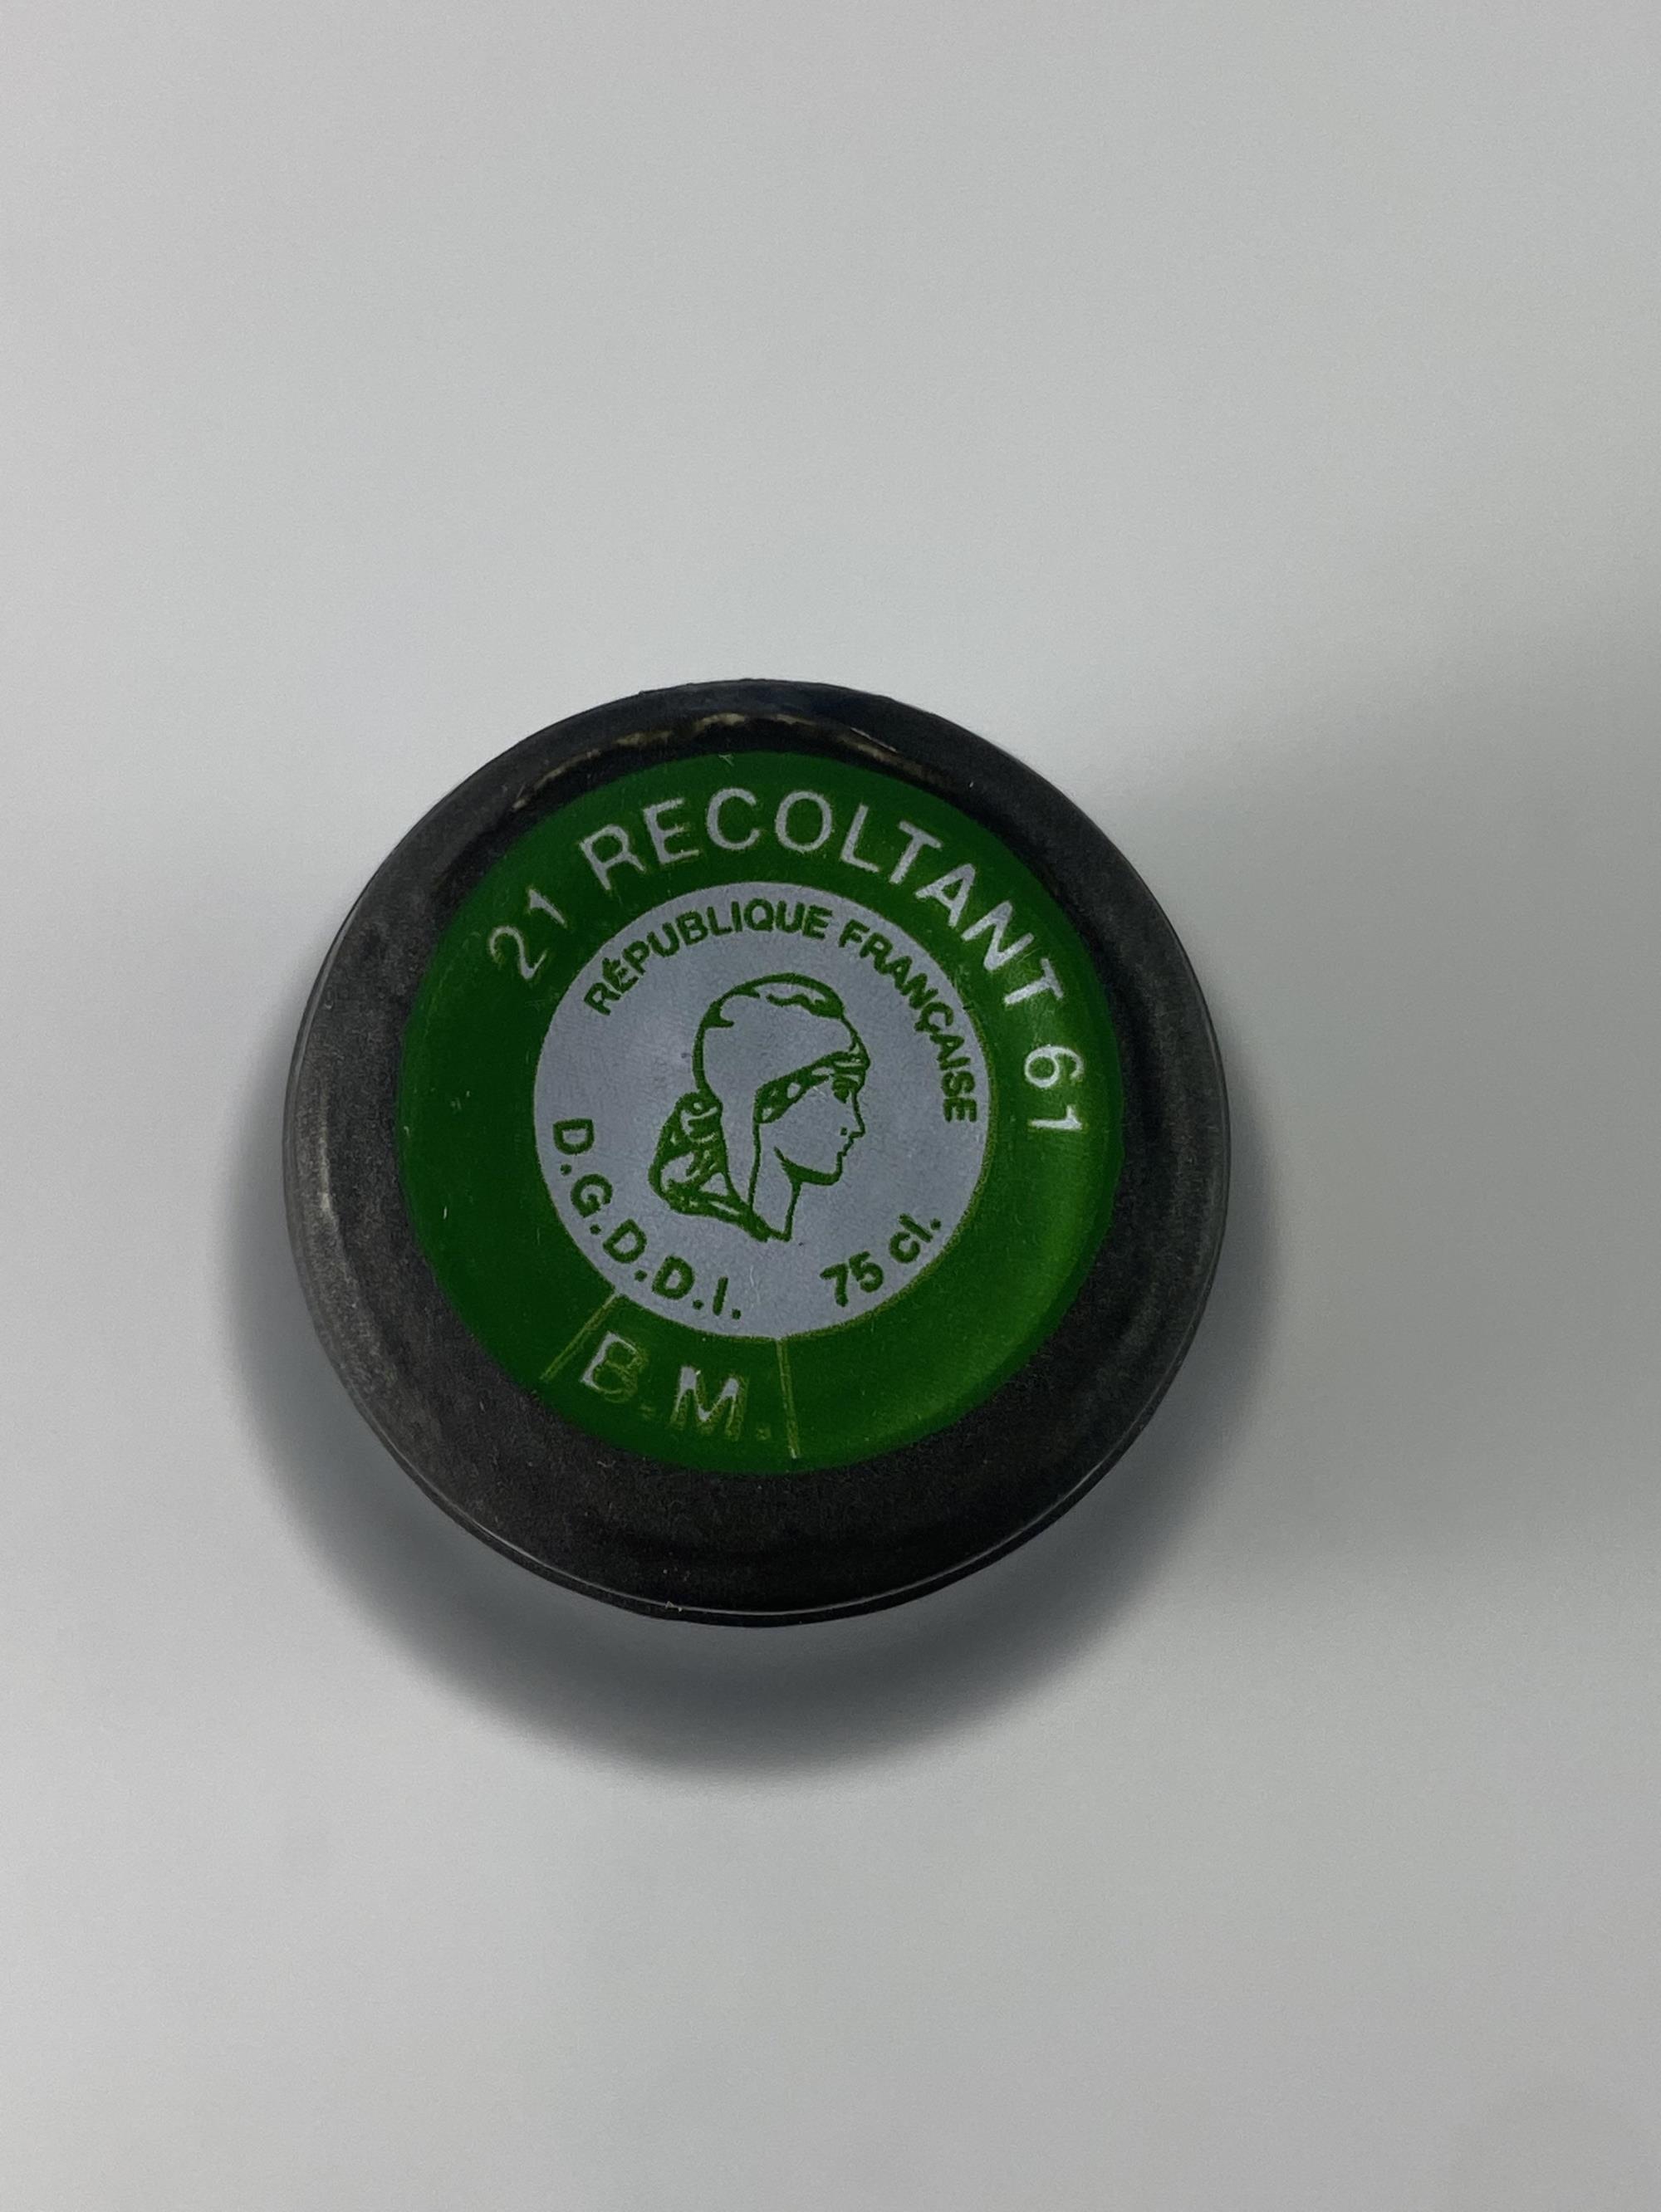 21 RECOLTANT 61
RÉPUBLIQUE FRANÇAISE
D.G.D.D.I. 75 cl.
B.M.